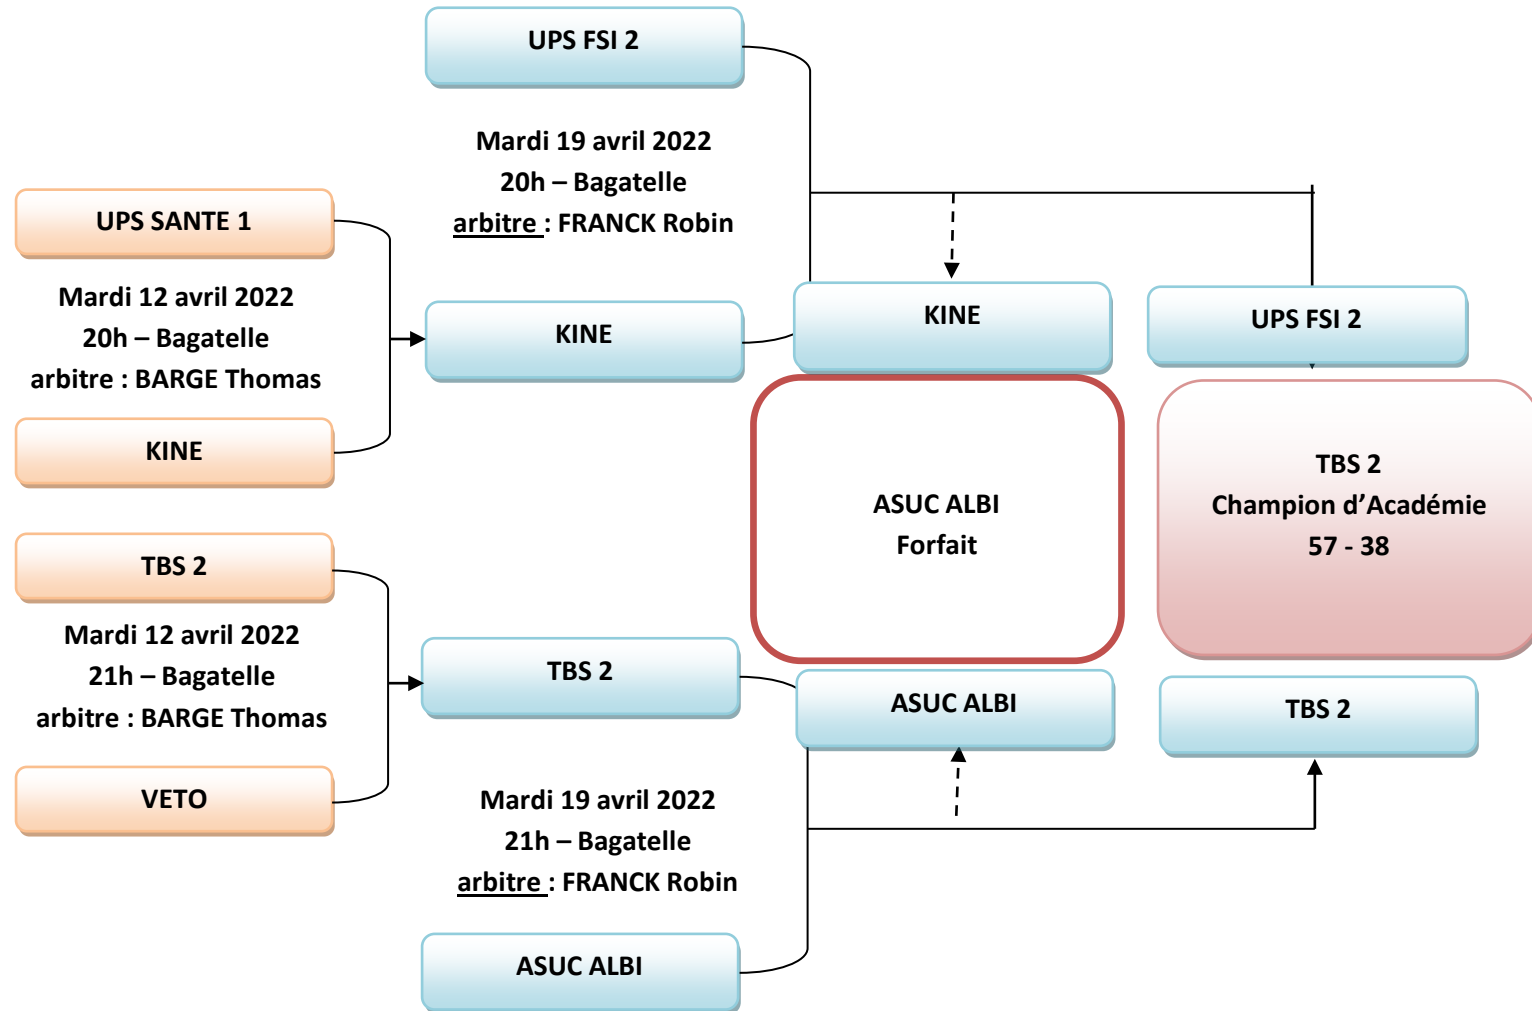 UPS FSI 2
Mardi 19 avril 2022
20h – Bagatelle
arbitre : FRANCK Robin
UPS SANTE 1
Mardi 12 avril 2022
20h – Bagatelle
arbitre : BARGE Thomas
KINE
KINE
KINE
UPS FSI 2
ASUC ALBI
Forfait
TBS 2
Champion d’Académie
57 - 38
TBS 2
Mardi 12 avril 2022
21h – Bagatelle
arbitre : BARGE Thomas
VETO
TBS 2
ASUC ALBI
TBS 2
Mardi 19 avril 2022
21h – Bagatelle
arbitre : FRANCK Robin
ASUC ALBI